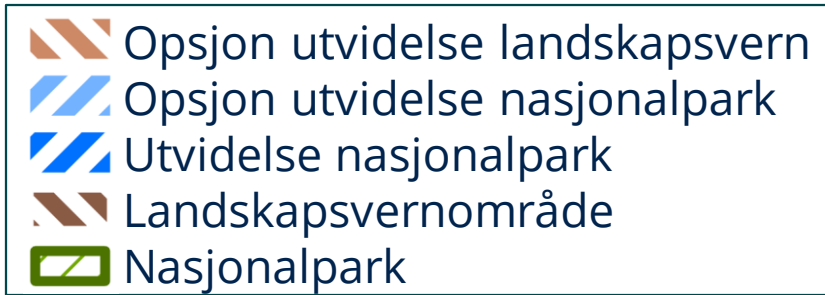 Opsjon utvidelse landskapsvern
Opsjon utvidelse nasjonalpark
Utvidelse nasjonalpark
Landskapsvernområde
Nasjonalpark